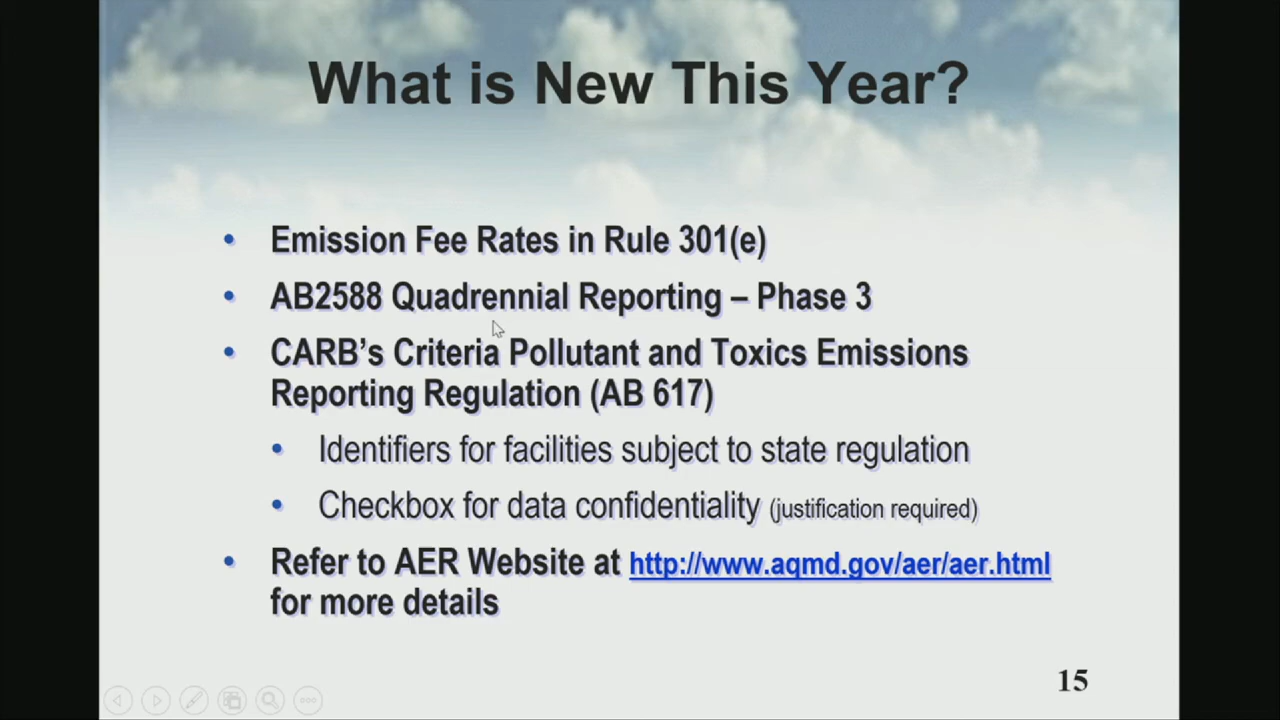 What is New This Year?
• Emission Fee Rates in Rule 301(e)
• AB2588 Quadrennial Reporting – Phase 3
• CARB’s Criteria Pollutant and Toxics Emissions
Reporting Regulation (AB 617)
• Identifiers for facilities subject to state regulation
• Checkbox for data confidentiality (justification required)
• Refer to AER Website at http://www.aqmd.gov/aer/aer.html
for more details
15